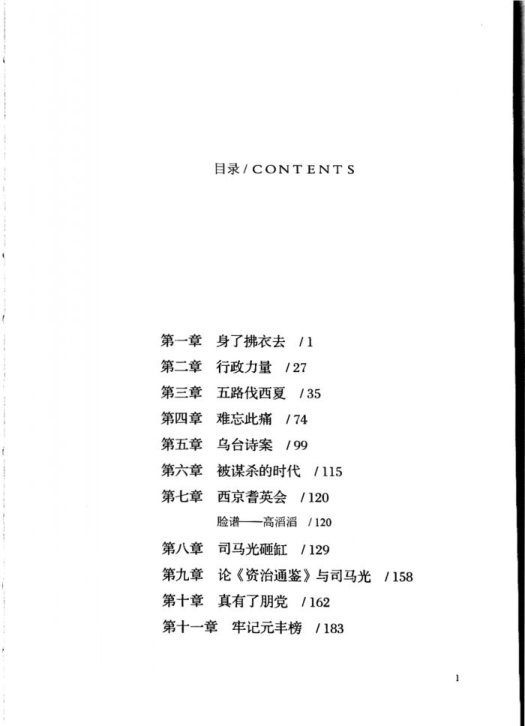 目录 / CONTENTS
第一章 身了拂衣去 / 1
第二章 行政力量 / 27
第三章 五路伐西夏 / 35
第四章 难忘此痛 / 74
第五章 乌台诗案 / 99
第六章 被谋杀的时代 / 115
第七章 西京耆英会 / 120
脸谱——高滔滔 / 120
第八章 司马光砸缸 / 129
第九章 论《资治通鉴》与司马光 / 158
第十章 真有了朋党 / 162
第十一章 牢记元丰榜 / 183
1